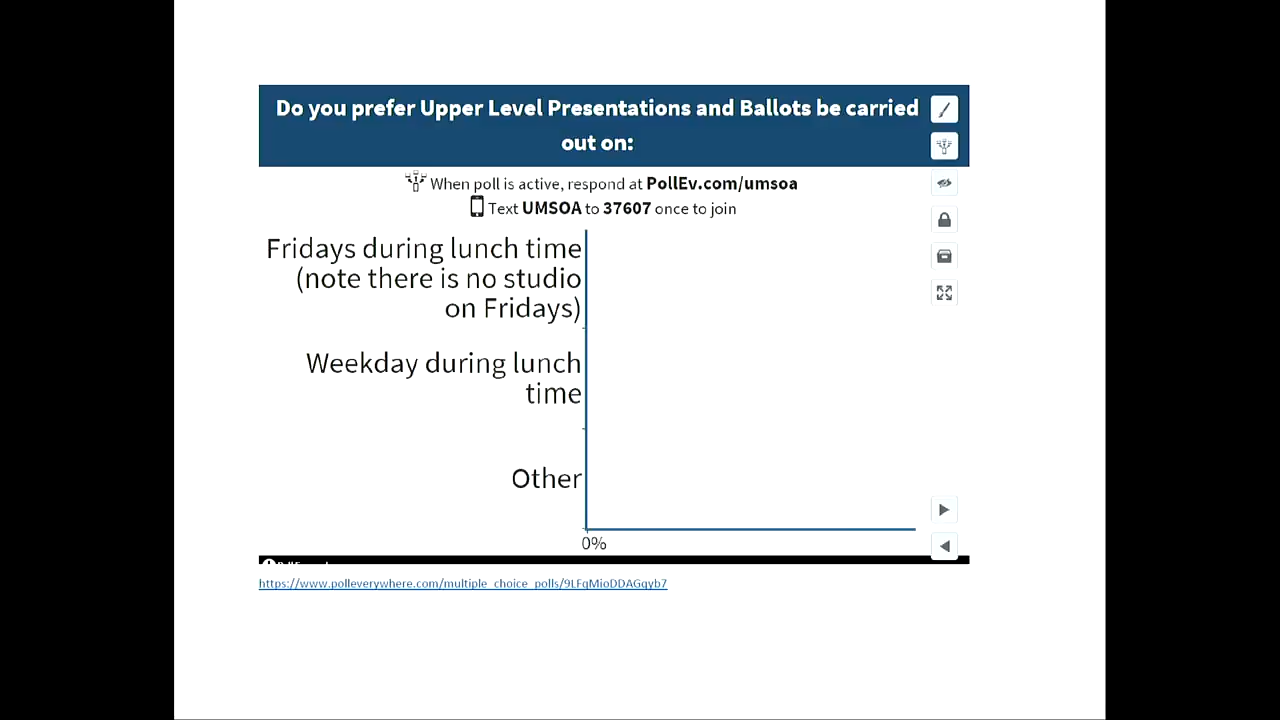 Do you prefer Upper Level Presentations and Ballots be carried
out on:
When poll is active, respond at PollEv.com/umsoa
Text UMSOA to 37607 once to join
Fridays during lunch time
(note there is no studio
on Fridays)
Weekday during lunch
time
Other
0%
https://www.polleverywhere.com/multiple_choice_polls/9LFqMioDDAGqyb7